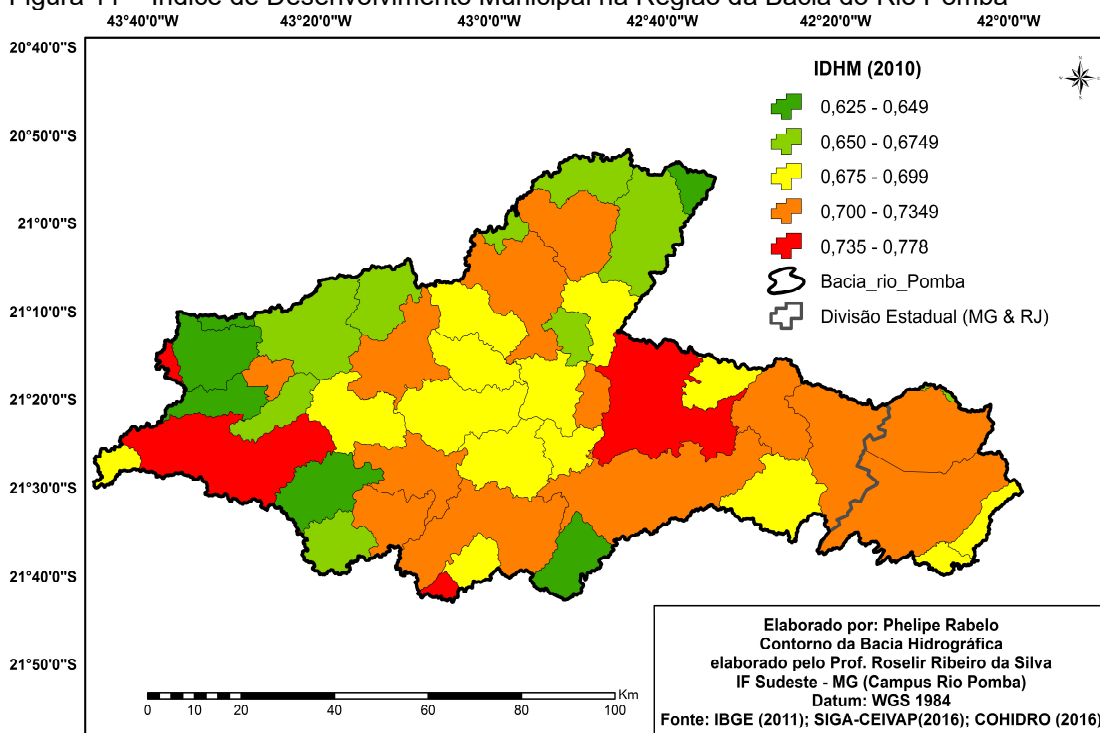 Figura 11 – Índice de Desenvolvimento Municipal na Região da Bacia do Rio Pomba
43°40'0"W 43°20'0"W 43°0'0"W 42°40'0"W 42°20'0"W 42°0'0"W
20°40'0"S
20°50'0"S
21°0'0"S
21°10'0"S
21°20'0"S
21°30'0"S
21°40'0"S
21°50'0"S
IDHM (2010)
0,625 - 0,649
0,650 - 0,6749
0,675 - 0,699
0,700 - 0,7349
0,735 - 0,778
Bacia_rio_Pomba
Divisão Estadual (MG & RJ)
Km
0 10 20 40 60 80 100
Elaborado por: Phelipe Rabelo
Contorno da Bacia Hidrográfica
elaborado pelo Prof. Roselir Ribeiro da Silva
IF Sudeste - MG (Campus Rio Pomba)
Datum: WGS 1984
Fonte: IBGE (2011); SIGA-CEIVAP(2016); COHIDRO (2016)